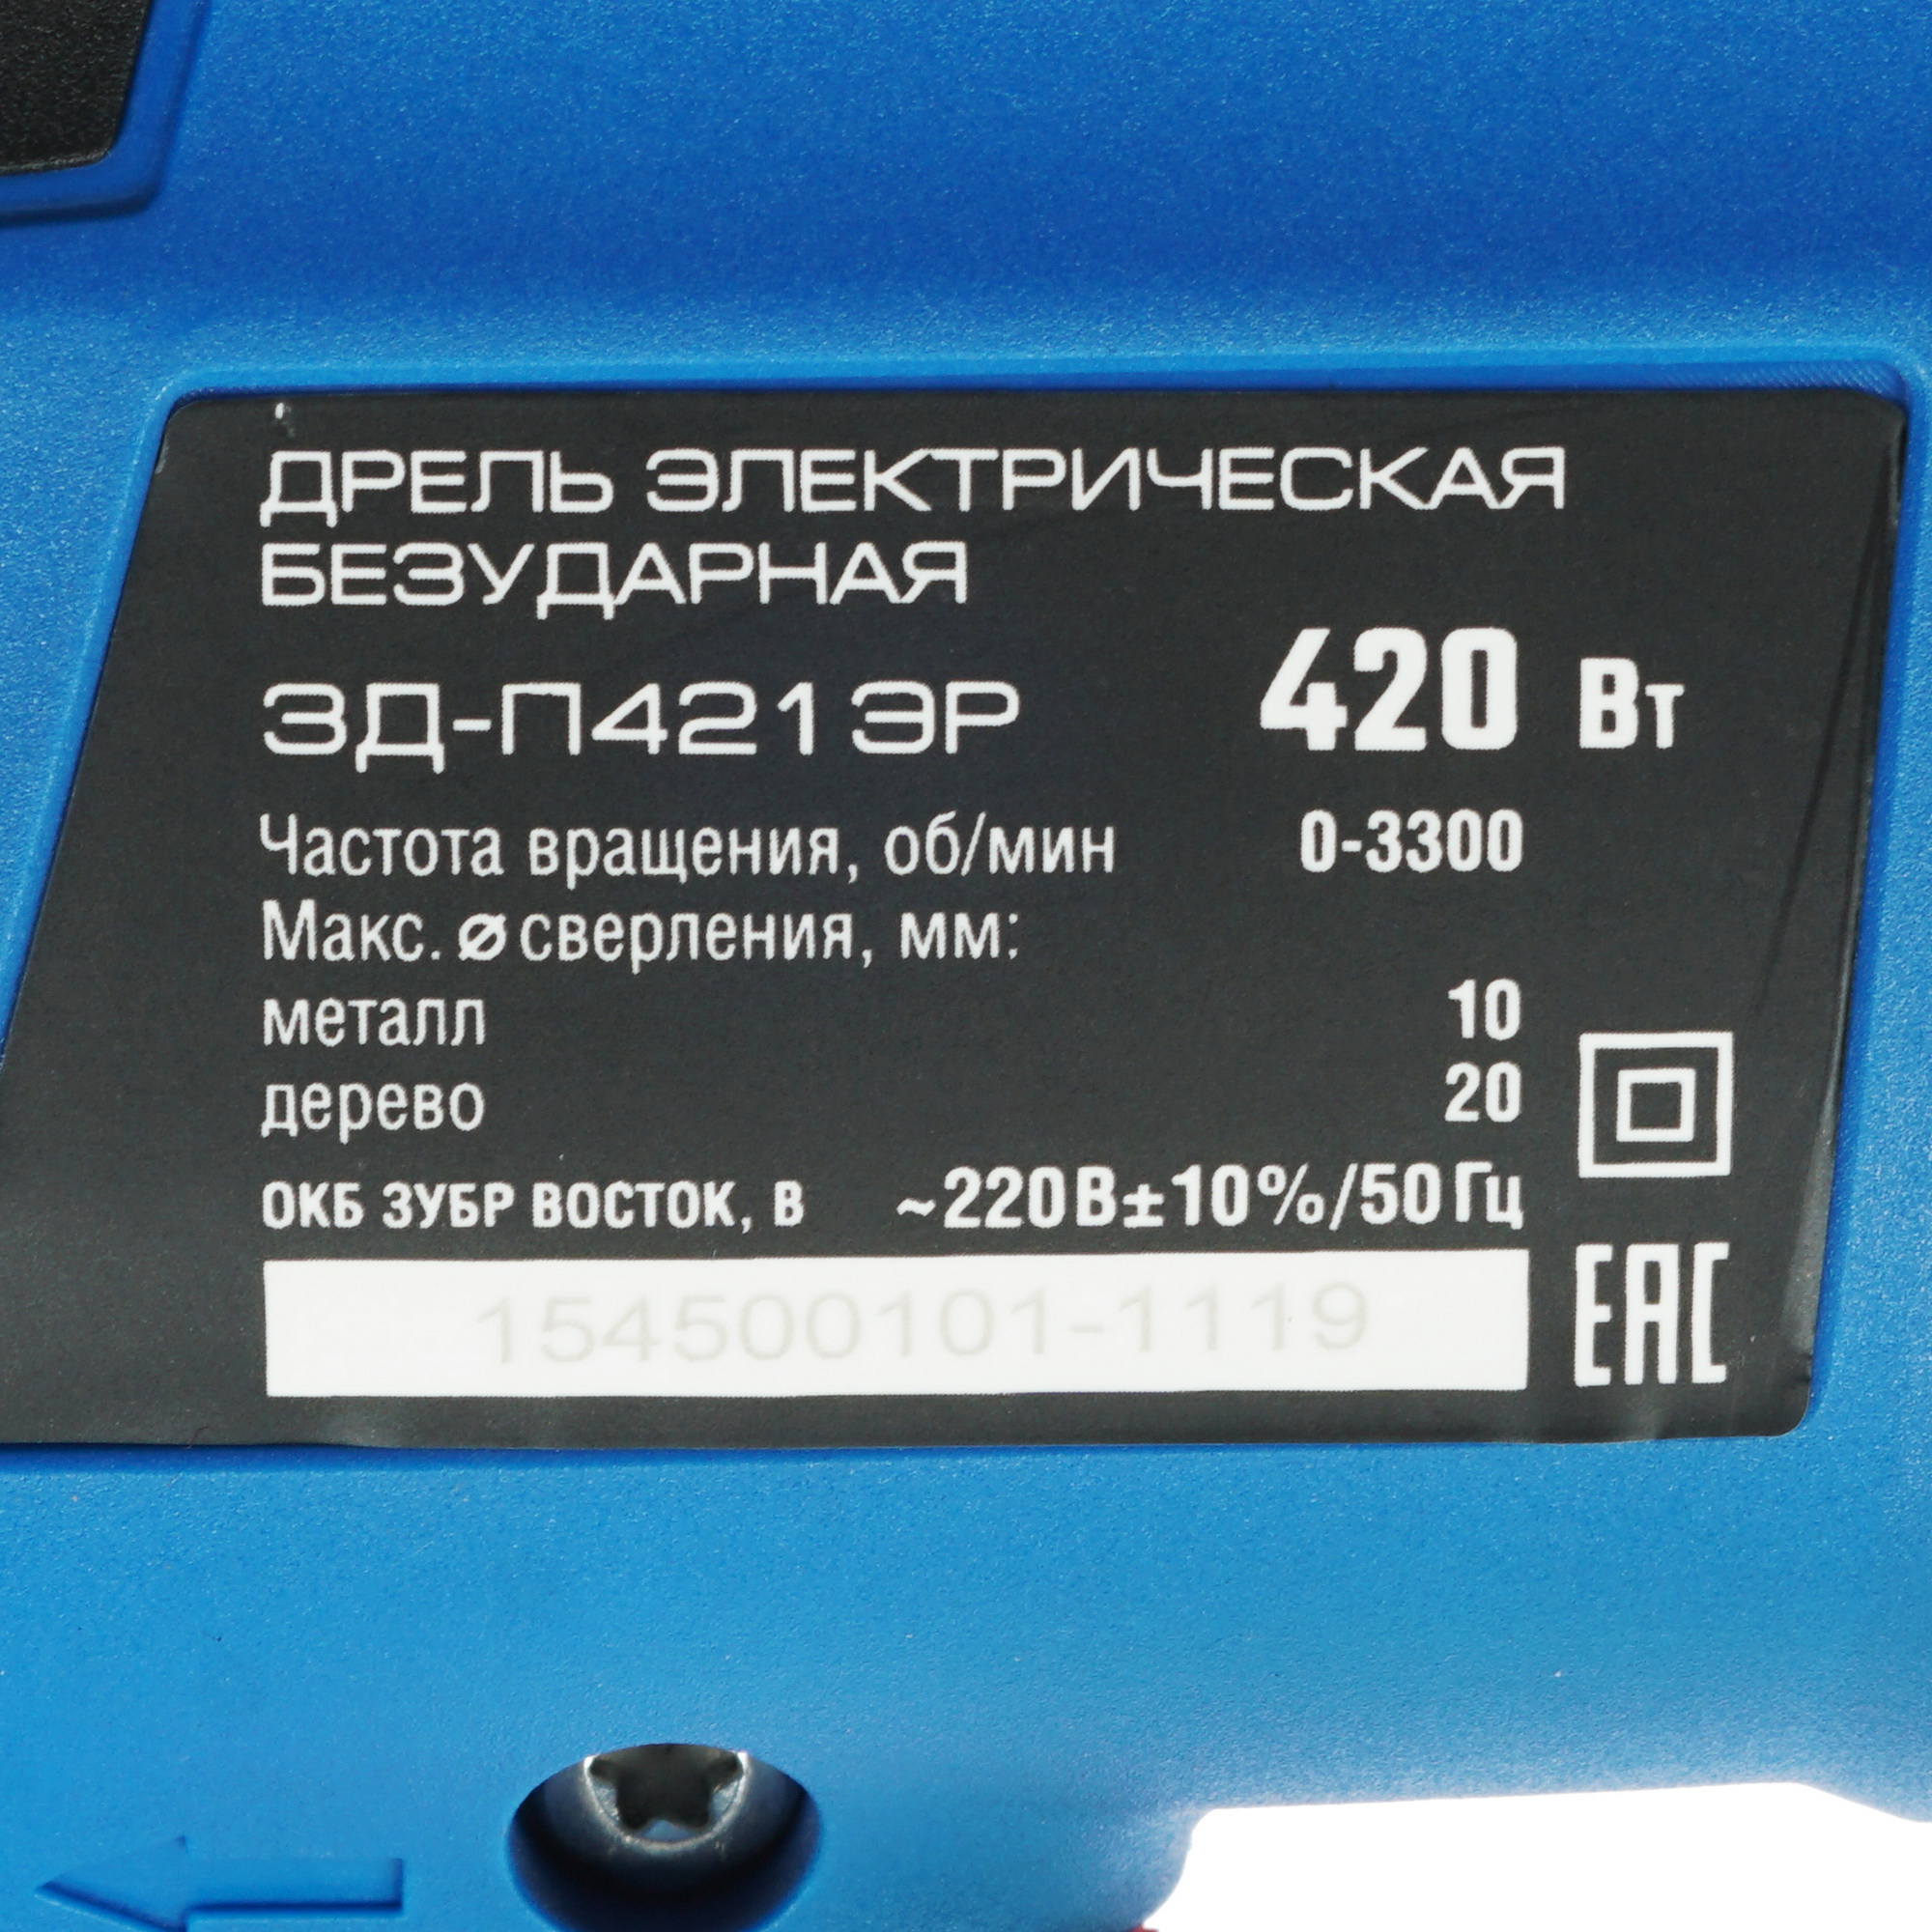 ДРЕЛЬ ЭЛЕКТРИЧЕСКАЯ
БЕЗУДАРНАЯ
ЗД-П421ЭР 420 Вт
Частота вращения, об/мин 0-3300
Макс. ⌀ сверления, мм:
металл 10
дерево 20
ОКБ ЗУБР ВОСТОК, В ~220В±10%/50Гц
154500101-1119
EAC